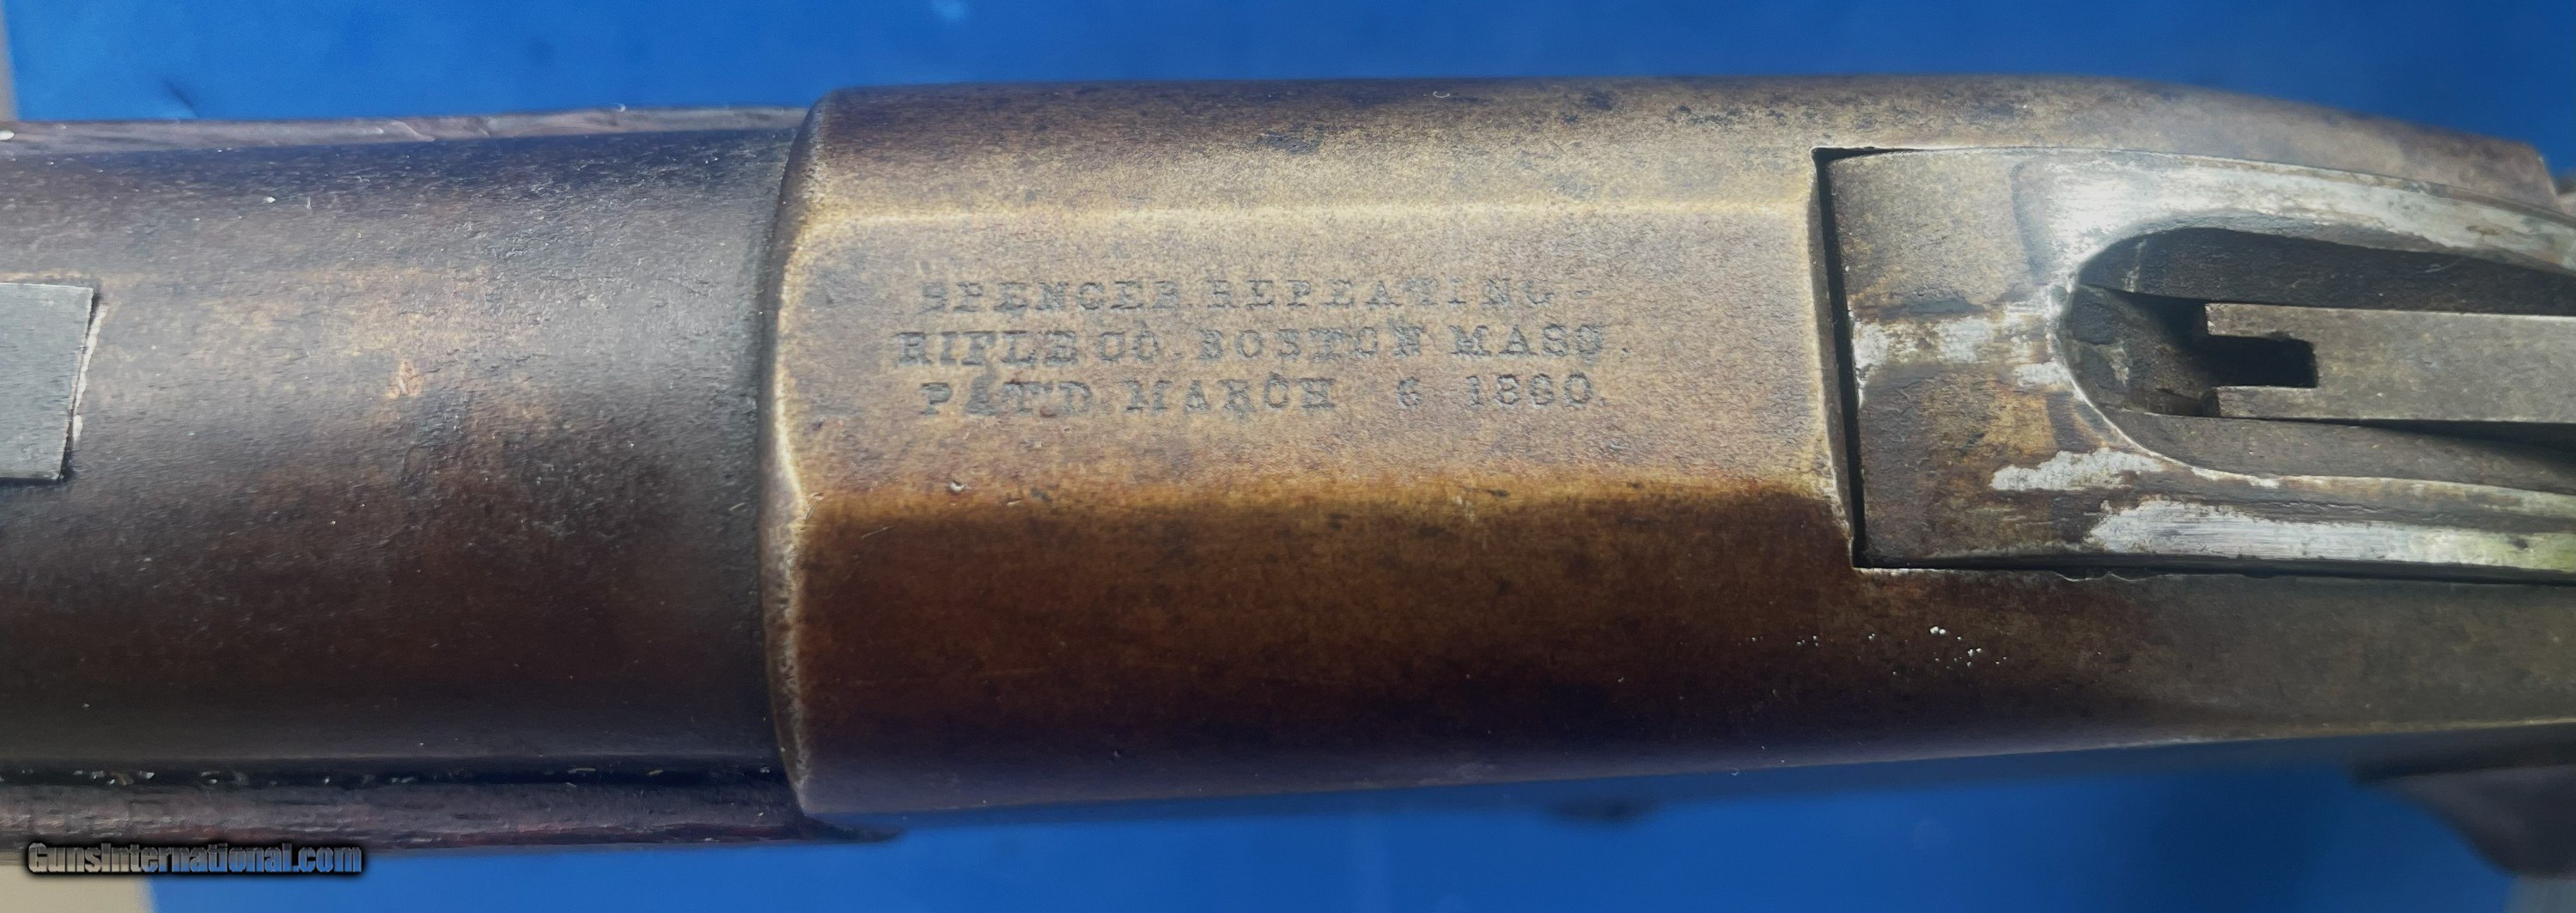 SPENCER REPEATING-
RIFLE CO. BOSTON MASS.
PAT'D MARCH 6 1860.
GunsInternational.com